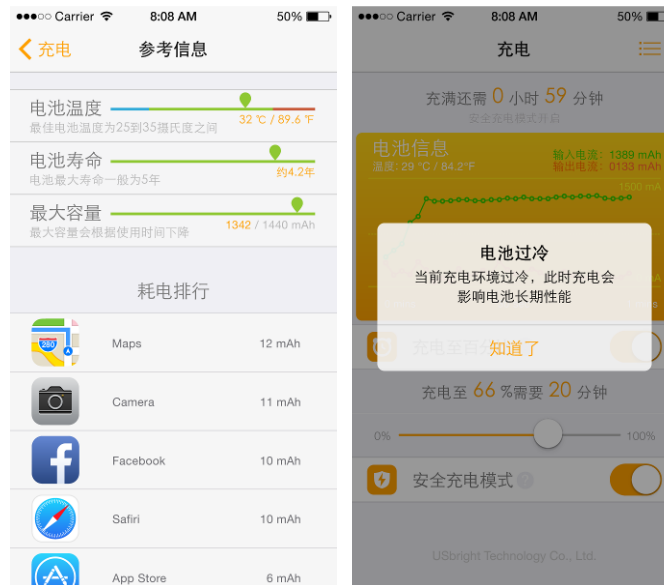 Carrier 8:08 AM 50%
充电 参考信息
电池温度
32 ℃ / 89.6 ℉
最佳电池温度为25到35摄氏度之间
电池寿命
约4.2年
电池最大寿命一般为5年
最大容量
1342 / 1440 mAh
最大容量会根据使用时间下降
耗电排行
Maps 12 mAh
Camera 11 mAh
Facebook 10 mAh
Safiri 10 mAh
App Store 6 mAh
Carrier 8:08 AM 50%
充电
充满还需 0 小时 59 分钟
安全充电模式开启
电池信息
输入电流: 1389 mAh
温度: 29 °C / 84.2°F
输出电流: 0133 mAh
1500 mA
电池过冷
当前充电环境过冷，此时充电会
影响电池长期性能
知道了
充电至百分
充电至 66 %需要 20 分钟
0% 100%
安全充电模式 ?
USbright Technology Co., Ltd.